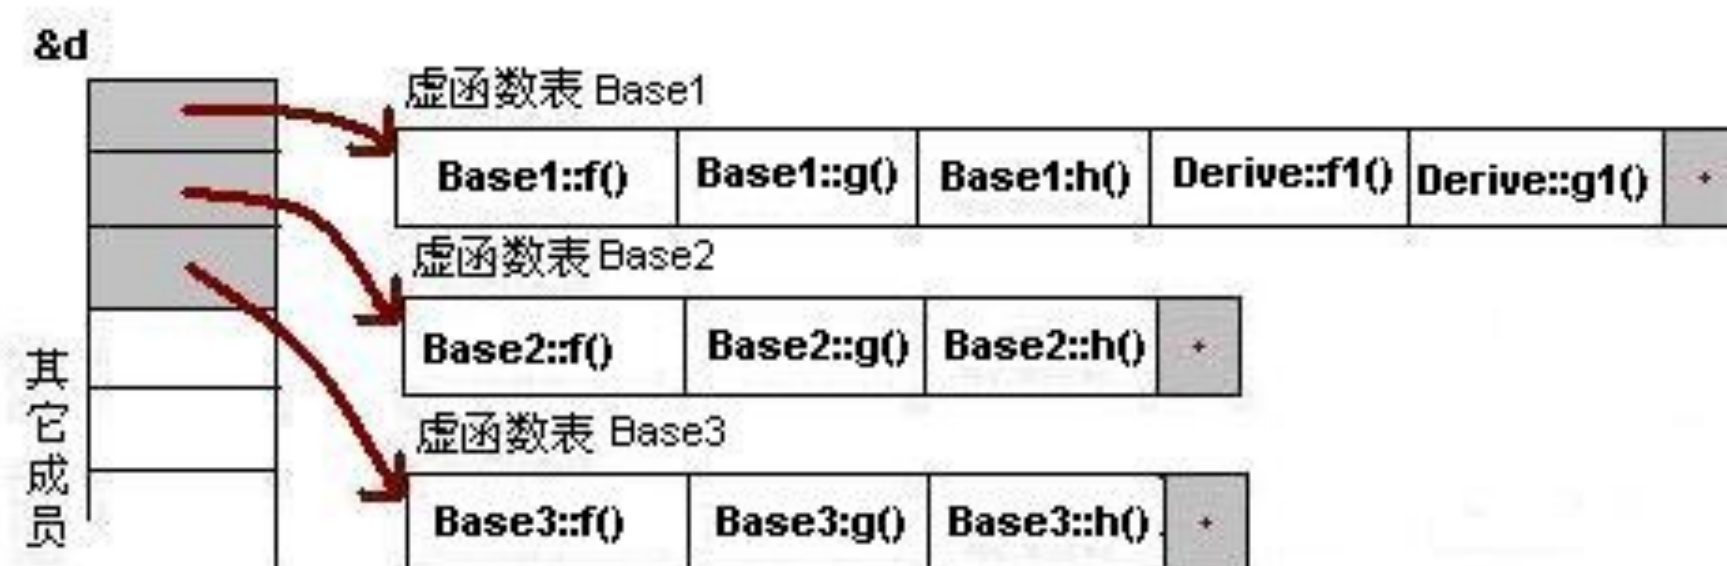 &d
虚函数表 Base1
Base1::f() Base1::g() Base1:h() Derive::f1() Derive::g1()
虚函数表 Base2
Base2::f() Base2::g() Base2::h()
虚函数表 Base3
Base3::f() Base3:g() Base3::h()
其它成员